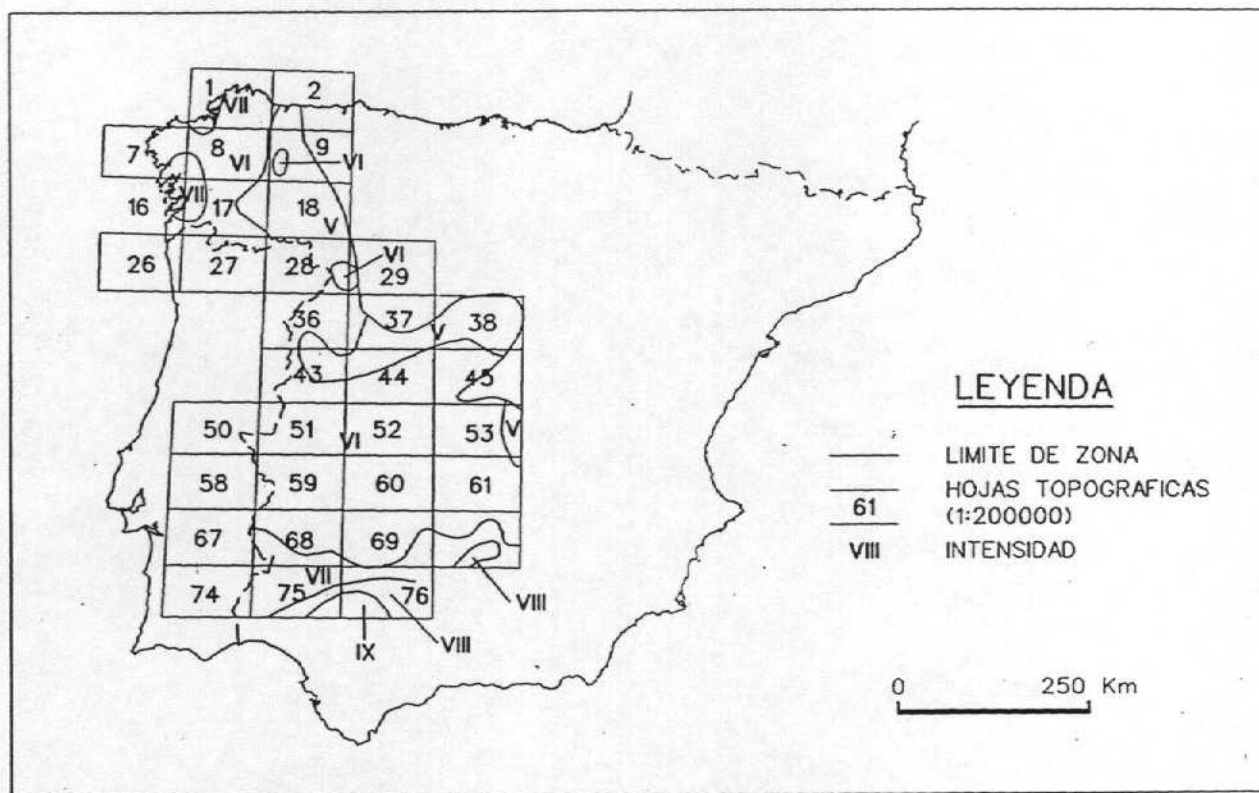 1 2
VII
7 8 9
VI VI
16 VII 17 18
V
26 27 28 VI 29
36 37 V 38
43 44 45
50 51 VI 52 53 V
58 59 60 61
67 68 69
VII
74 75 76
VIII
IX VIII
LEYENDA
LIMITE DE ZONA
HOJAS TOPOGRAFICAS
61 (1:200000)
VIII INTENSIDAD
0 250 Km